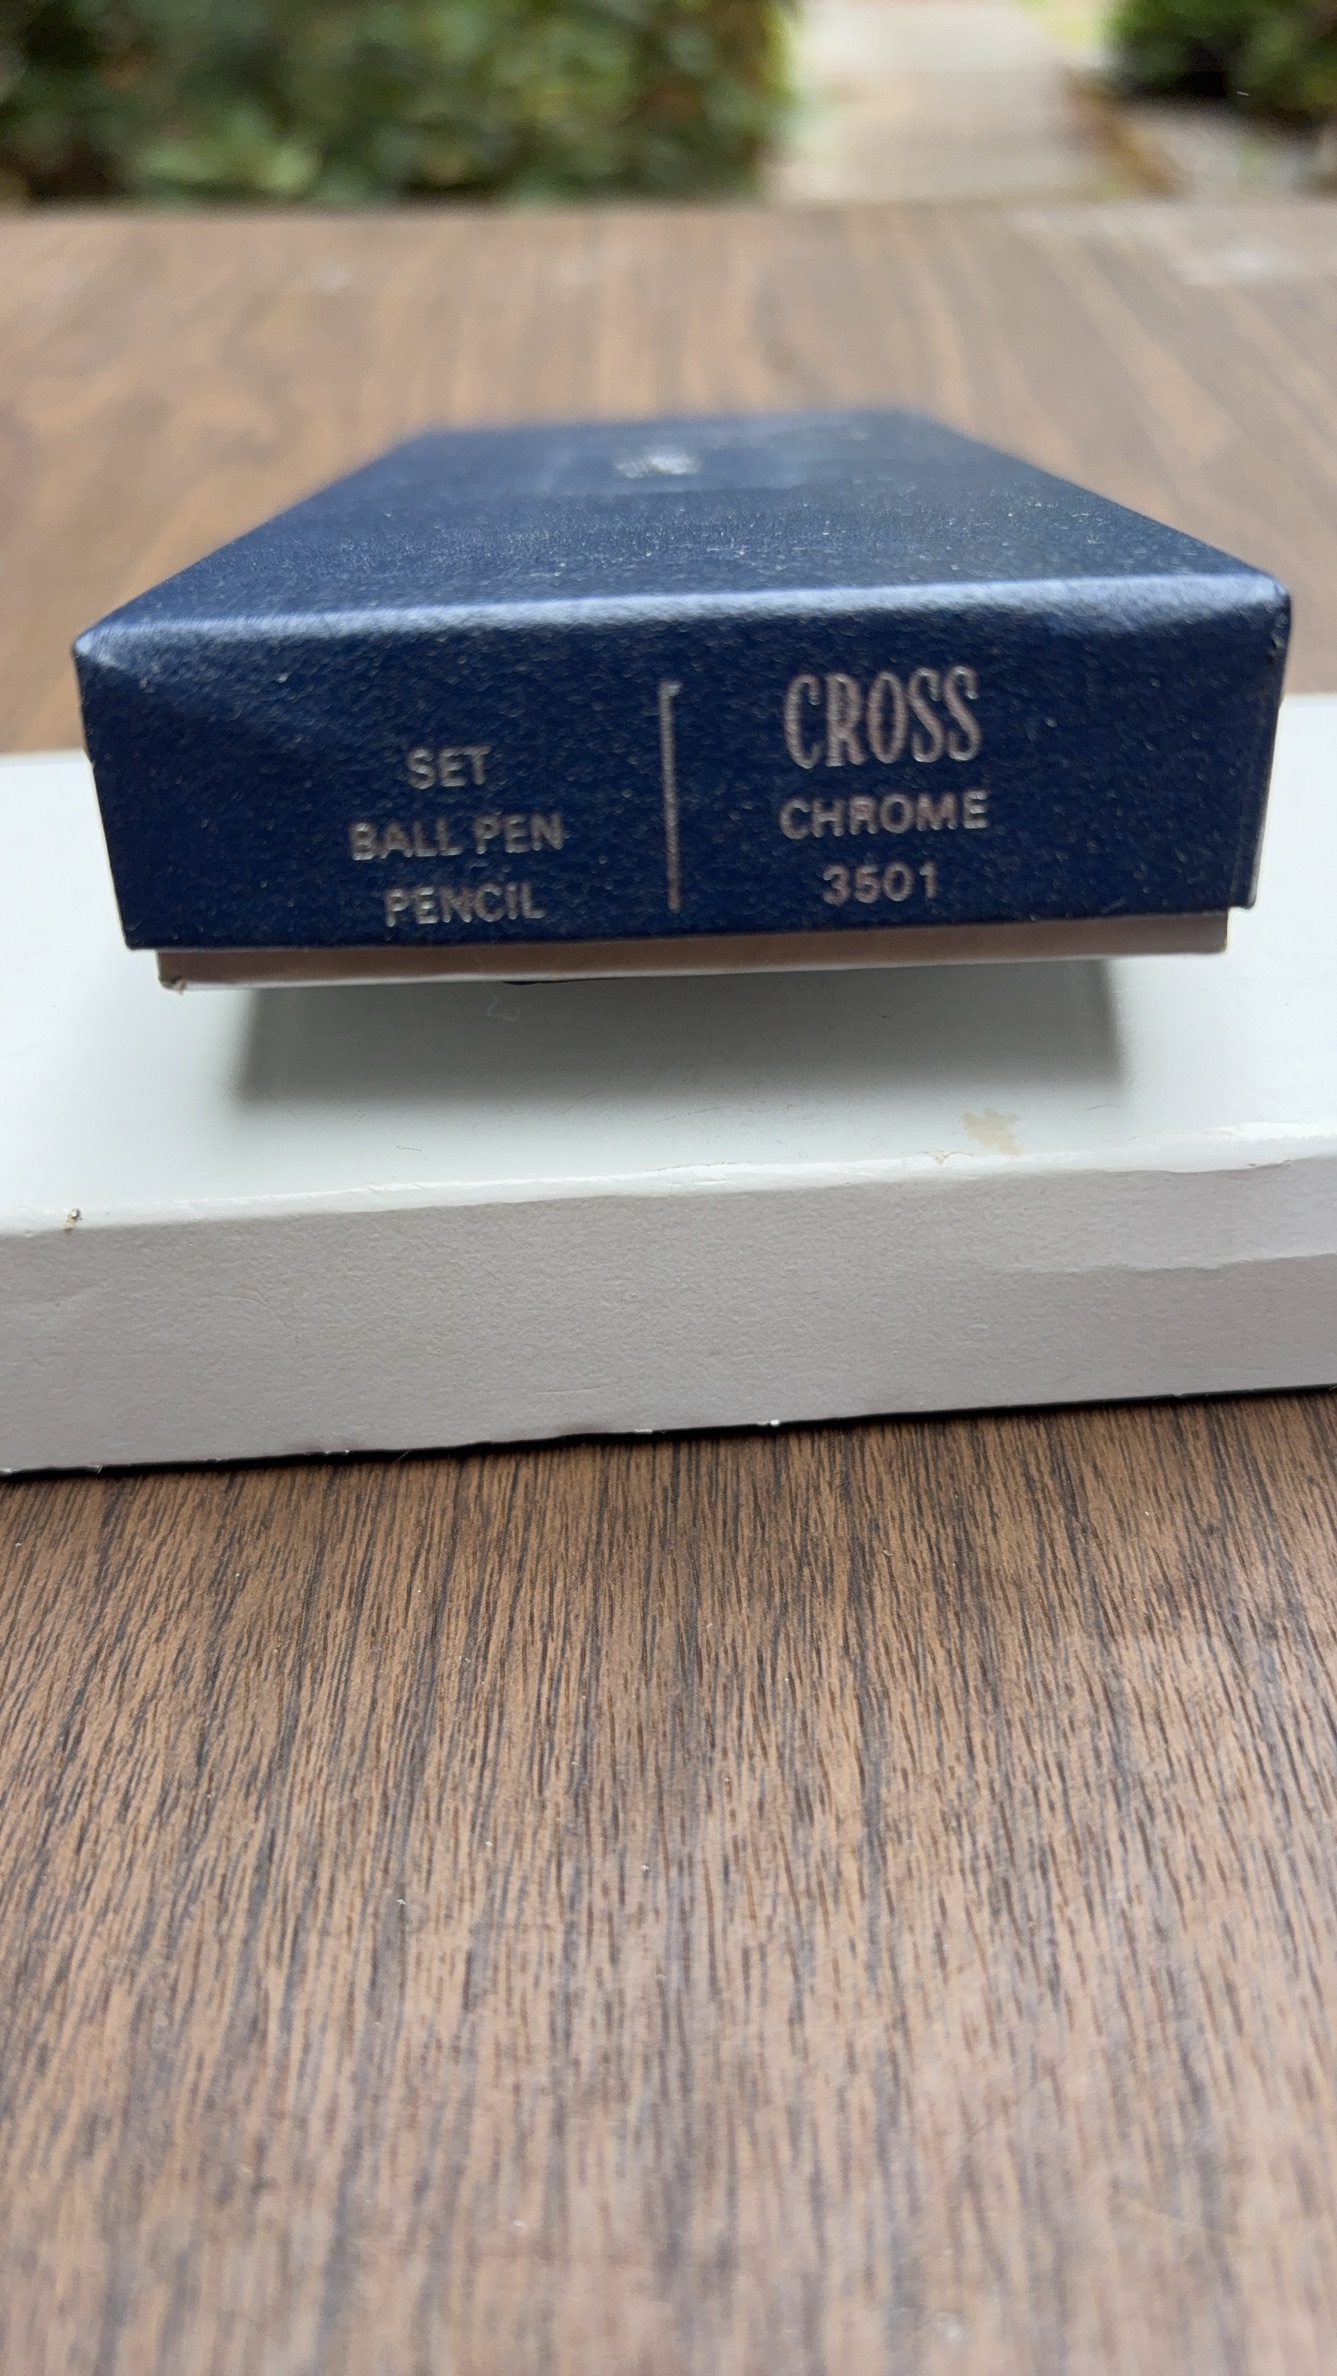 SET
BALL PEN
PENCIL
CROSS
CHROME
3501